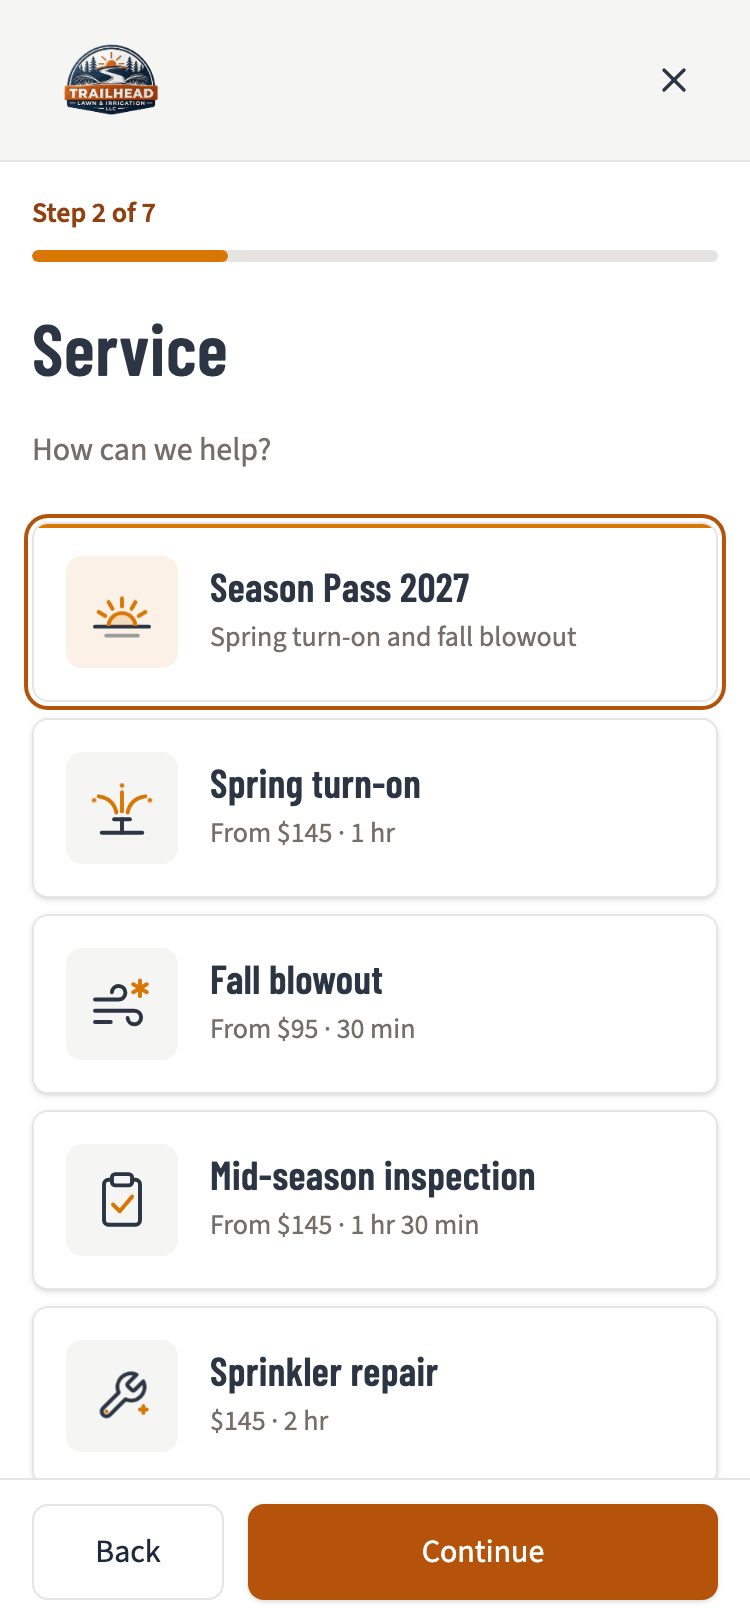 TRAILHEAD
LAWN & IRRIGATION
LLC
Step 2 of 7
Service
How can we help?
Season Pass 2027
Spring turn-on and fall blowout
Spring turn-on
From $145 · 1 hr
Fall blowout
From $95 · 30 min
Mid-season inspection
From $145 · 1 hr 30 min
Sprinkler repair
$145 · 2 hr
Back
Continue